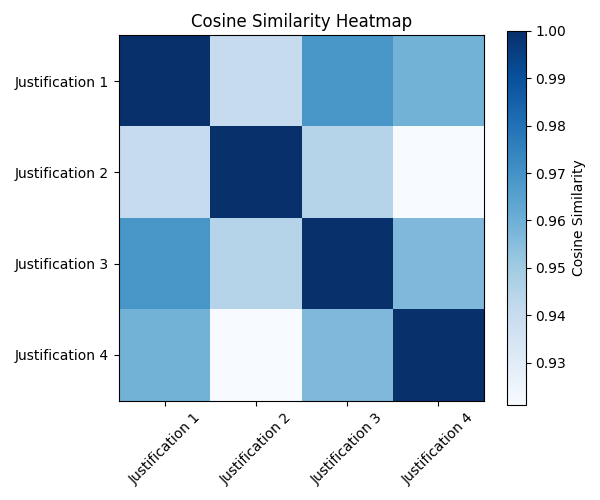 Cosine Similarity Heatmap
Justification 1
Justification 2
Justification 3
Justification 4
Justification 1
Justification 2
Justification 3
Justification 4
1.00
0.99
0.98
0.97
0.96
0.95
0.94
0.93
Cosine Similarity